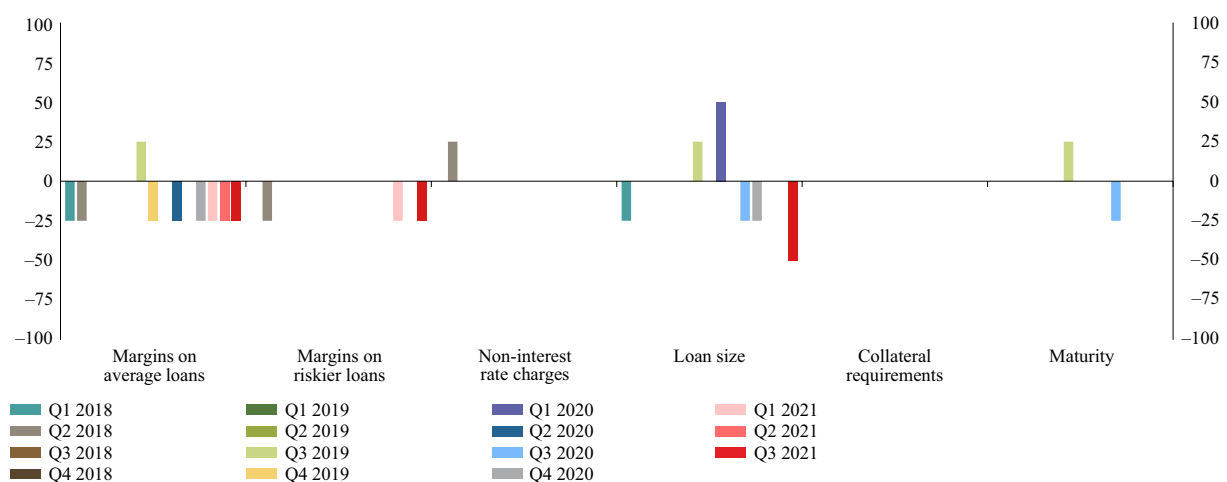 100 100
75 75
50 50
25 25
0 0
–25 –25
–50 –50
–75 –75
–100 –100
Margins on Margins on Non-interest Loan size Collateral Maturity
average loans riskier loans rate charges requirements
Q1 2018 Q1 2019 Q1 2020 Q1 2021
Q2 2018 Q2 2019 Q2 2020 Q2 2021
Q3 2018 Q3 2019 Q3 2020 Q3 2021
Q4 2018 Q4 2019 Q4 2020